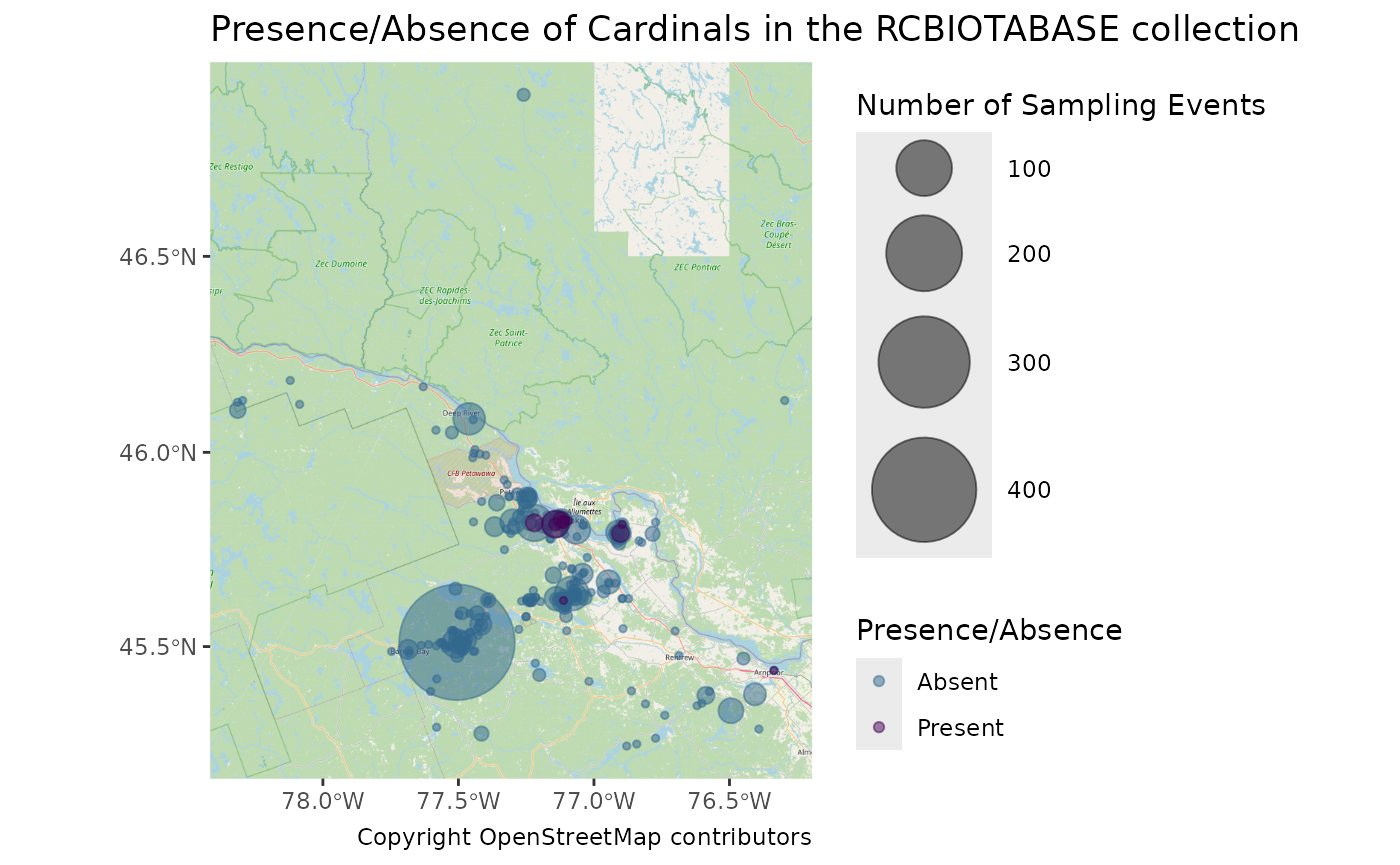 Presence/Absence of Cardinals in the RCBIOTABASE collection
Zec Restigo
Zec Bras-
Coupé-
Désert
Zec Dumoine
ZEC Pontiac
ZEC Rapides-
des-Joachims
Zec Saint-
Patrice
Deep River
CFB Petawawa
Île aux
Allumettes
Renfrew
Arnprior
46.5°N
46.0°N
45.5°N
78.0°W
77.5°W
77.0°W
76.5°W
Copyright OpenStreetMap contributors
Number of Sampling Events
100
200
300
400
Presence/Absence
Absent
Present